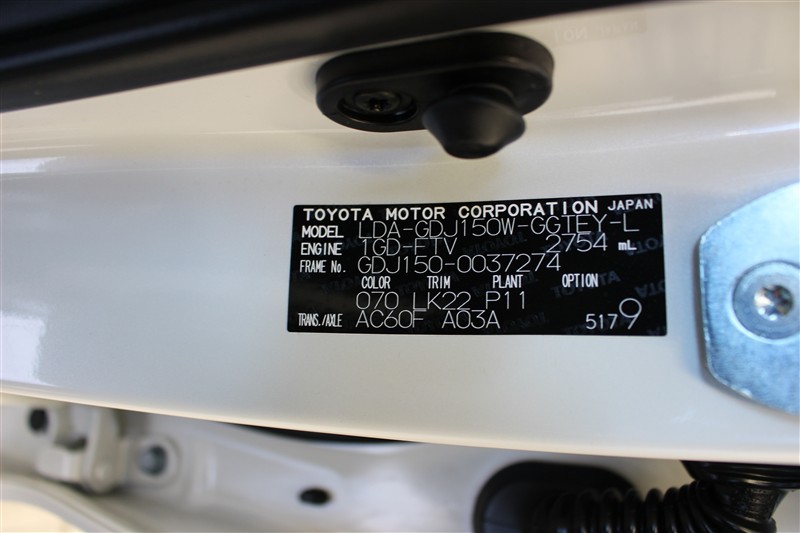 TOYOTA MOTOR CORPORATION JAPAN
MODEL LDA-GDJ150W-GGTEY-L
ENGINE 1GD-FTV 2754 mL
FRAME No. GDJ150-0037274
COLOR TRIM PLANT OPTION
070 LK22 P11
TRANS./AXLE AC60F A03A 5179